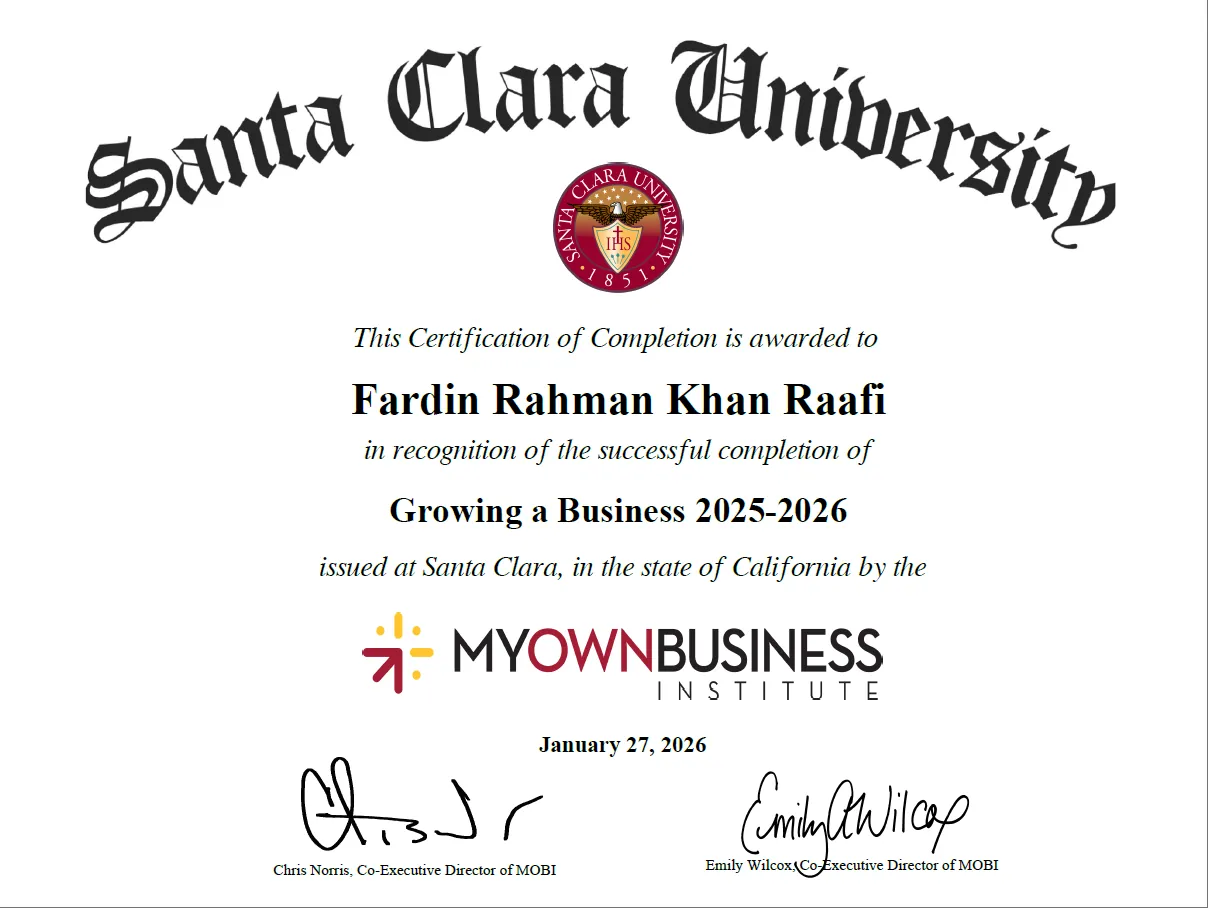 Santa Clara University
SANTA CLARA UNIVERSITY
IHS
· 1851 ·
This Certification of Completion is awarded to
Fardin Rahman Khan Raafi
in recognition of the successful completion of
Growing a Business 2025-2026
issued at Santa Clara, in the state of California by the
MYOWNBUSINESS
INSTITUTE
January 27, 2026
Emily A Wilcox
Chris Norris, Co-Executive Director of MOBI
Emily Wilcox, Co-Executive Director of MOBI